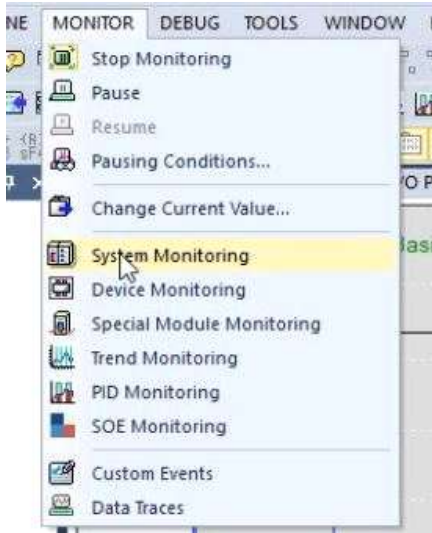 NE MONITOR DEBUG TOOLS WINDOW
Stop Monitoring
Pause
Resume
Pausing Conditions...
Change Current Value...
System Monitoring
Device Monitoring
Special Module Monitoring
Trend Monitoring
PID Monitoring
SOE Monitoring
Custom Events
Data Traces
/O P
Basi